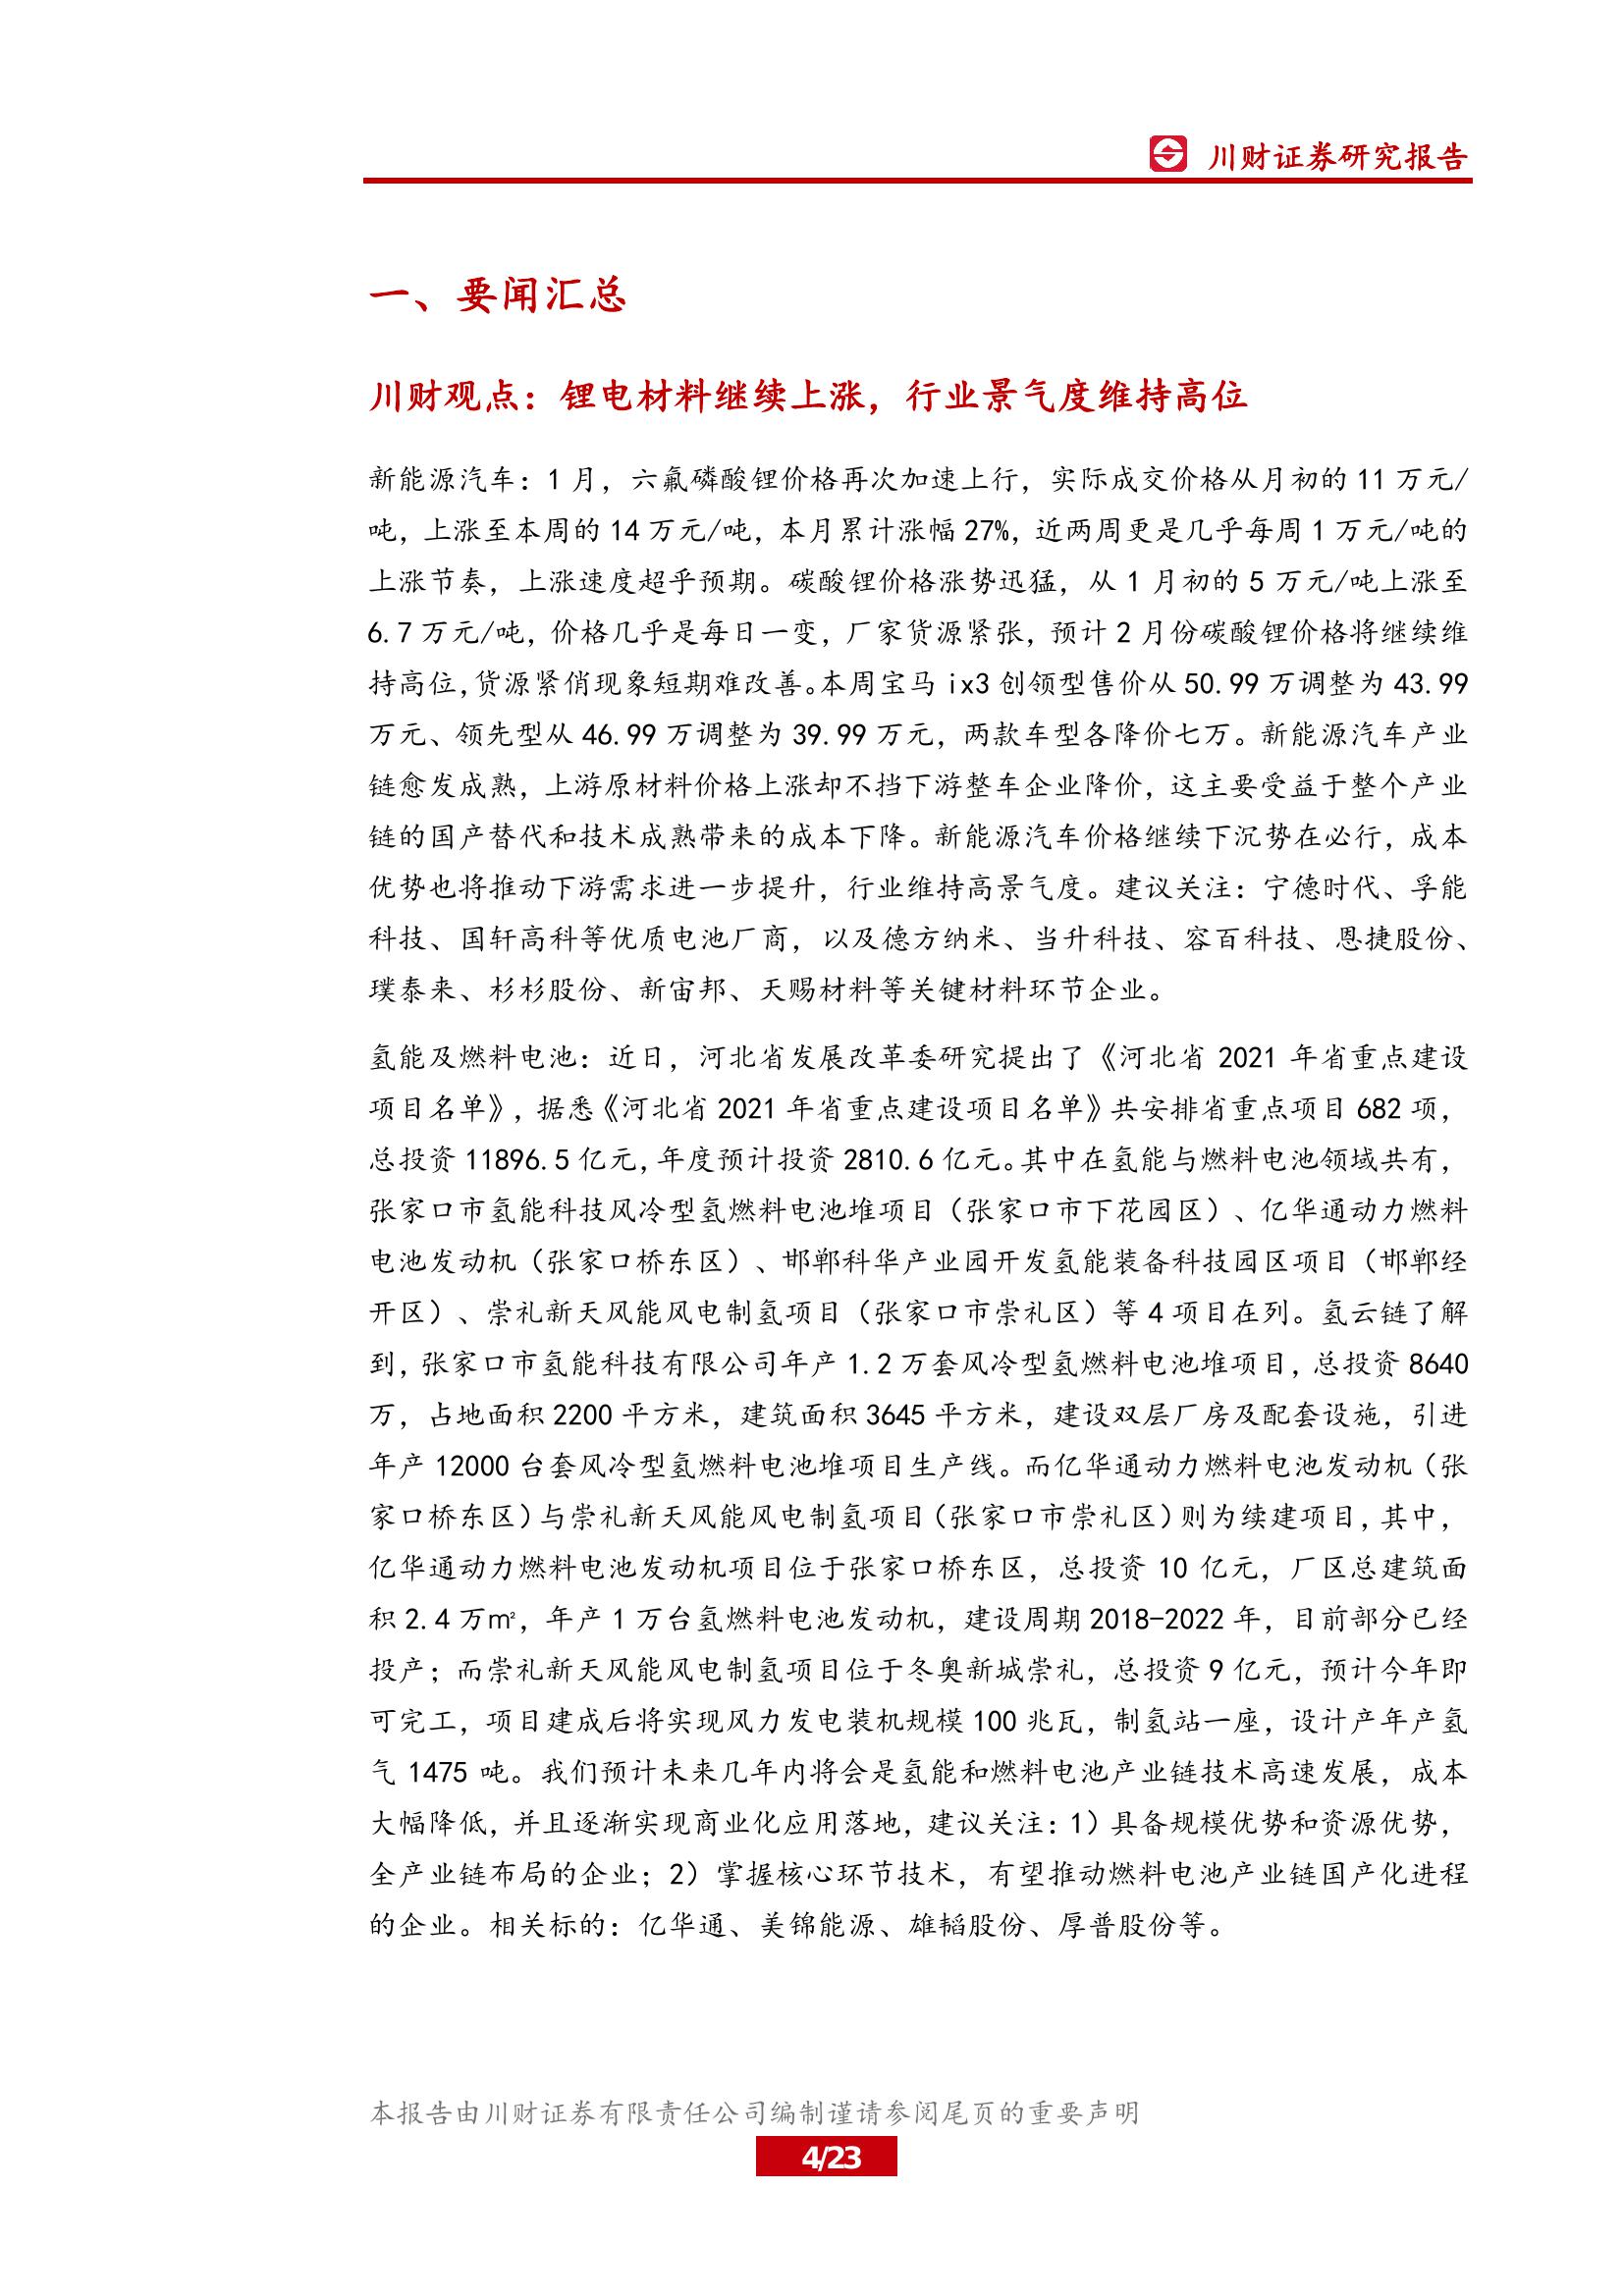 川财证券研究报告
一、要闻汇总
川财观点：锂电材料继续上涨，行业景气度维持高位
新能源汽车：1 月，六氟磷酸锂价格再次加速上行，实际成交价格从月初的 11 万元/
吨，上涨至本周的 14 万元/吨，本月累计涨幅 27%，近两周更是几乎每周 1 万元/吨的
上涨节奏，上涨速度超乎预期。碳酸锂价格涨势迅猛，从 1 月初的 5 万元/吨上涨至
6.7 万元/吨，价格几乎是每日一变，厂家货源紧张，预计 2 月份碳酸锂价格将继续维
持高位，货源紧俏现象短期难改善。本周宝马 ix3 创领型售价从 50.99 万调整为 43.99
万元、领先型从 46.99 万调整为 39.99 万元，两款车型各降价七万。新能源汽车产业
链愈发成熟，上游原材料价格上涨却不挡下游整车企业降价，这主要受益于整个产业
链的国产替代和技术成熟带来的成本下降。新能源汽车价格继续下沉势在必行，成本
优势也将推动下游需求进一步提升，行业维持高景气度。建议关注：宁德时代、孚能
科技、国轩高科等优质电池厂商，以及德方纳米、当升科技、容百科技、恩捷股份、
璞泰来、杉杉股份、新宙邦、天赐材料等关键材料环节企业。
氢能及燃料电池：近日，河北省发展改革委研究提出了《河北省 2021 年省重点建设
项目名单》，据悉《河北省 2021 年省重点建设项目名单》共安排省重点项目 682 项，
总投资 11896.5 亿元，年度预计投资 2810.6 亿元。其中在氢能与燃料电池领域共有，
张家口市氢能科技风冷型氢燃料电池堆项目（张家口市下花园区）、亿华通动力燃料
电池发动机（张家口桥东区）、邯郸科华产业园开发氢能装备科技园区项目（邯郸经
开区）、崇礼新天风能风电制氢项目（张家口市崇礼区）等 4 项目在列。氢云链了解
到，张家口市氢能科技有限公司年产 1.2 万套风冷型氢燃料电池堆项目，总投资 8640
万，占地面积 2200 平方米，建筑面积 3645 平方米，建设双层厂房及配套设施，引进
年产 12000 台套风冷型氢燃料电池堆项目生产线。而亿华通动力燃料电池发动机（张
家口桥东区）与崇礼新天风能风电制氢项目（张家口市崇礼区）则为续建项目，其中，
亿华通动力燃料电池发动机项目位于张家口桥东区，总投资 10 亿元，厂区总建筑面
积 2.4 万㎡，年产 1 万台氢燃料电池发动机，建设周期 2018-2022 年，目前部分已经
投产；而崇礼新天风能风电制氢项目位于冬奥新城崇礼，总投资 9 亿元，预计今年即
可完工，项目建成后将实现风力发电装机规模 100 兆瓦，制氢站一座，设计产年产氢
气 1475 吨。我们预计未来几年内将会是氢能和燃料电池产业链技术高速发展，成本
大幅降低，并且逐渐实现商业化应用落地，建议关注：1）具备规模优势和资源优势，
全产业链布局的企业；2）掌握核心环节技术，有望推动燃料电池产业链国产化进程
的企业。相关标的：亿华通、美锦能源、雄韬股份、厚普股份等。
本报告由川财证券有限责任公司编制谨请参阅尾页的重要声明
4/23